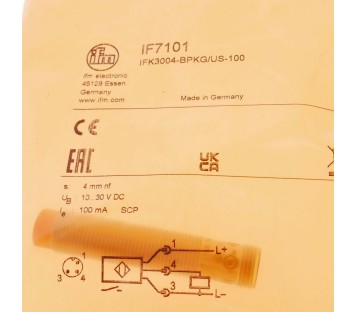 ifm
IF7101
IFK3004-BPKG/US-100
ifm electronic
45128 Essen
Germany
www.ifm.com
Made in Germany
CE
EAC
UK
CA
s 4 mm nf
UB 10...30 V DC
Ie 100 mA SCP
1 L+
1
3 4
4
3 L-